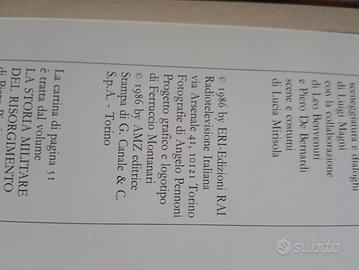 sceneggiatura e dialoghi
di Luigi Magni
con la collaborazione
di Leo Benvenuti
e Piero De Bernardi
scene e costumi
di Luca Mirisola
© 1986 by ERI-Edizioni RAI
Radiotelevisione Italiana
via Arsenale 41, 10121 Torino
Fotografie di Angelo Pennoni
Progetto grafico e logotipo
di Ferruccio Montanari
© 1986 by AMZ editrice
Stampa di G. Canale & C.
S.p.A. - Torino
La cartina di pagina 51
è tratta dal volume
LA STORIA MILITARE
DEL RISORGIMENTO
di Piero
subito